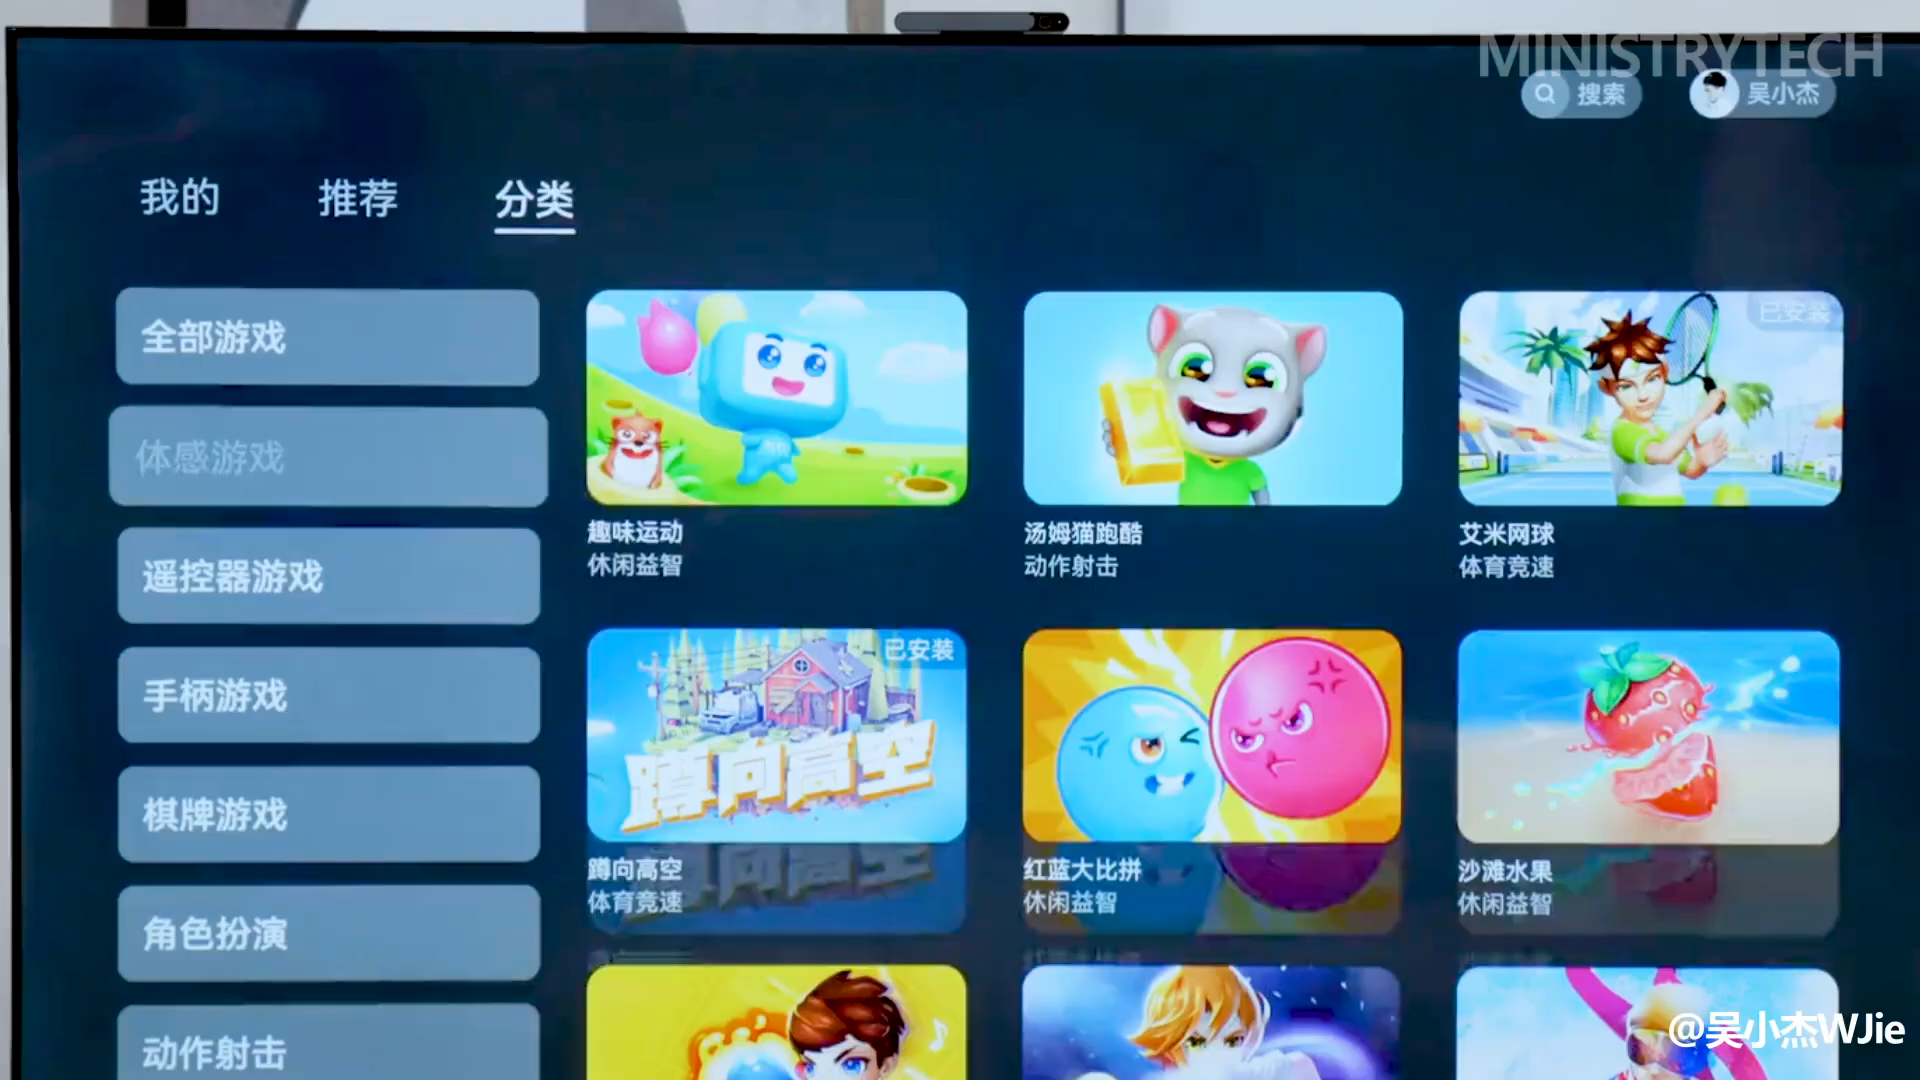 MINISTRYTECH
搜索
吴小杰
我的
推荐
分类
全部游戏
体感游戏
遥控器游戏
手柄游戏
棋牌游戏
角色扮演
动作射击
趣味运动
休闲益智
汤姆猫跑酷
动作射击
已安装
艾米网球
体育竞速
已安装
蹲向高空
蹲向高空
体育竞速
红蓝大比拼
休闲益智
沙滩水果
休闲益智
@吴小杰WJie